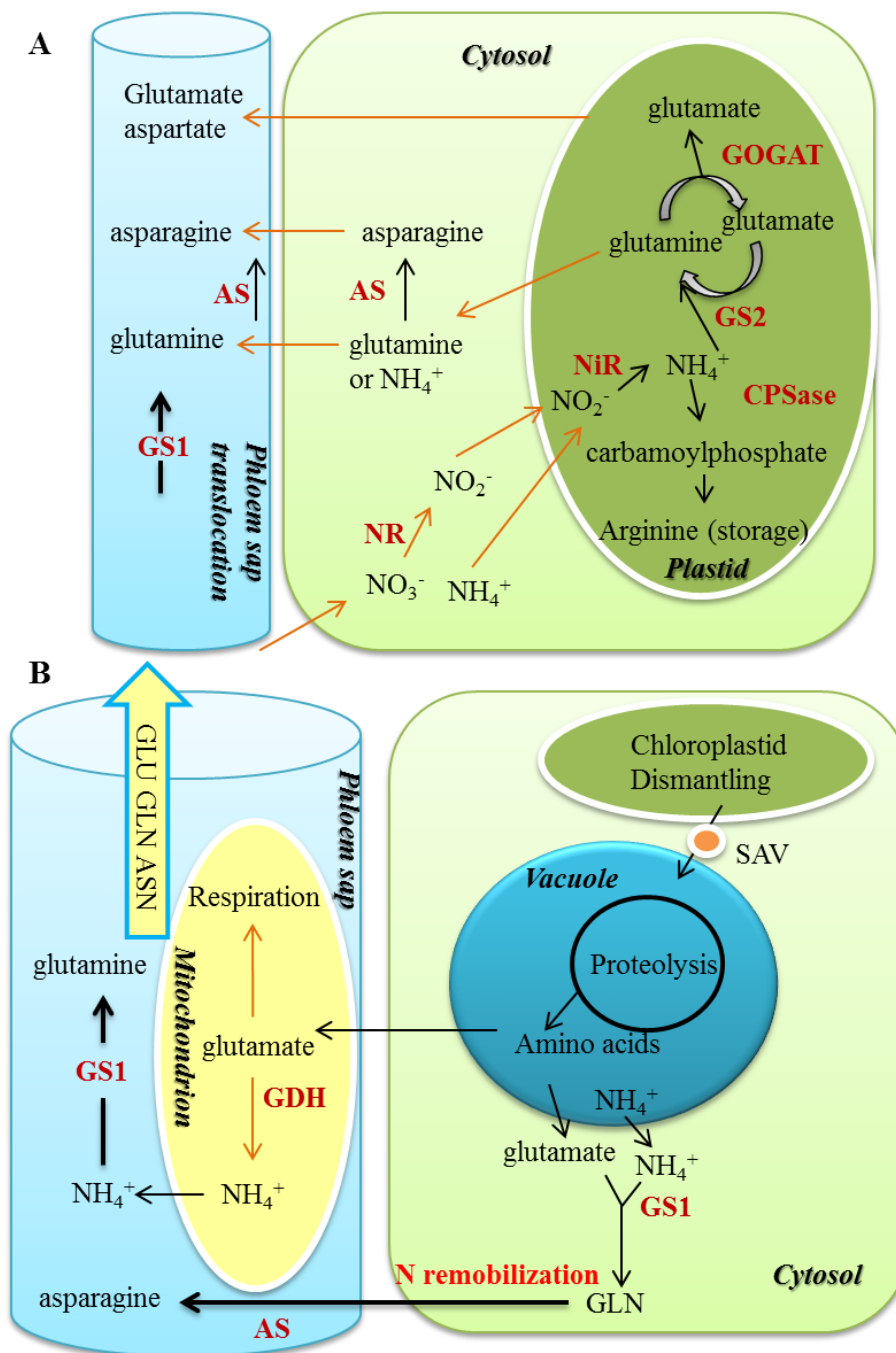 A
Cytosol
Glutamate
aspartate
glutamate
GOGAT
asparagine
asparagine
glutamine
glutamate
AS
AS
GS2
glutamine
glutamine
or NH₄⁺
NiR
NH₄⁺
CPSase
NO₂⁻
GS1
Phloem sap
translocation
carbamoylphosphate
NO₂⁻
NR
Arginine (storage)
Plastid
NO₃⁻
NH₄⁺
B
GLU GLN ASN
Phloem sap
Chloroplastid
Dismantling
SAV
Vacuole
Respiration
Mitochondrion
glutamine
Proteolysis
glutamate
Amino acids
GS1
GDH
NH₄⁺
glutamate
NH₄⁺
NH₄⁺
NH₄⁺
GS1
N remobilization
Cytosol
asparagine
GLN
AS